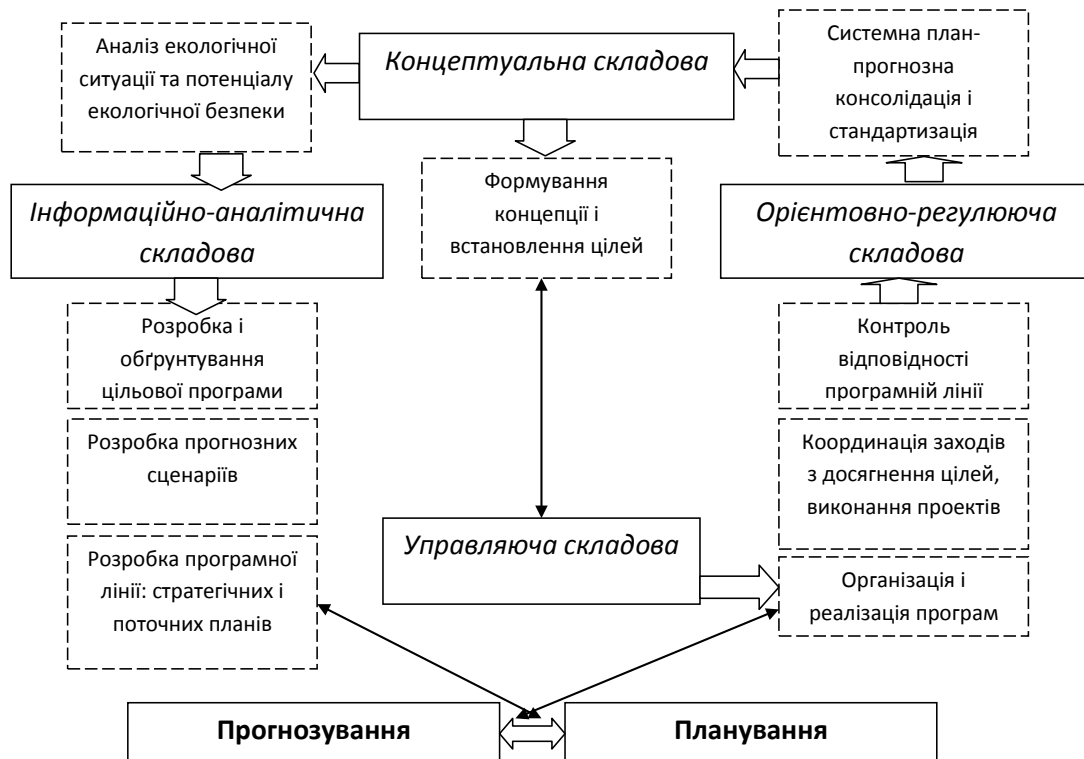 Аналіз екологічної
ситуації та потенціалу
екологічної безпеки
Концептуальна складова
Системна план-
прогнозна
консолідація і
стандартизація
Формування
концепції і
встановлення цілей
Інформаційно-аналітична
складова
Орієнтовно-регулююча
складова
Розробка і
обґрунтування
цільової програми
Контроль
відповідності
програмній лінії
Розробка прогнозних
сценаріїв
Координація заходів
з досягнення цілей,
виконання проектів
Управляюча складова
Розробка програмної
лінії: стратегічних і
поточних планів
Організація і
реалізація програм
Прогнозування
Планування